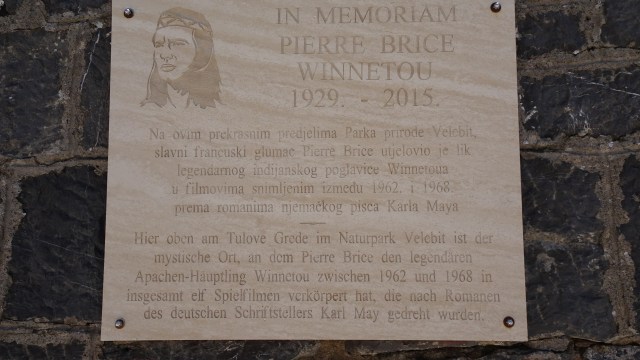 IN MEMORIAM
PIERRE BRICE
WINNETOU
1929. - 2015.
Na ovim prekrasnim predjelima Parka prirode Velebit,
slavni francuski glumac Pierre Brice utjelovio je lik
legendarnog indijanskog poglavice Winnetoua
u filmovima snimljenim između 1962. i 1968
prema romanima njemačkog pisca Karla Maya
Hier oben am Tulove Grede im Naturpark Velebit ist der
mystische Ort, an dem Pierre Brice den legendären
Apachen-Häuptling Winnetou zwischen 1962 und 1968 in
insgesamt elf Spielfilmen verkörpert hat, die nach Romanen
des deutschen Schriftstellers Karl May gedreht wurden.